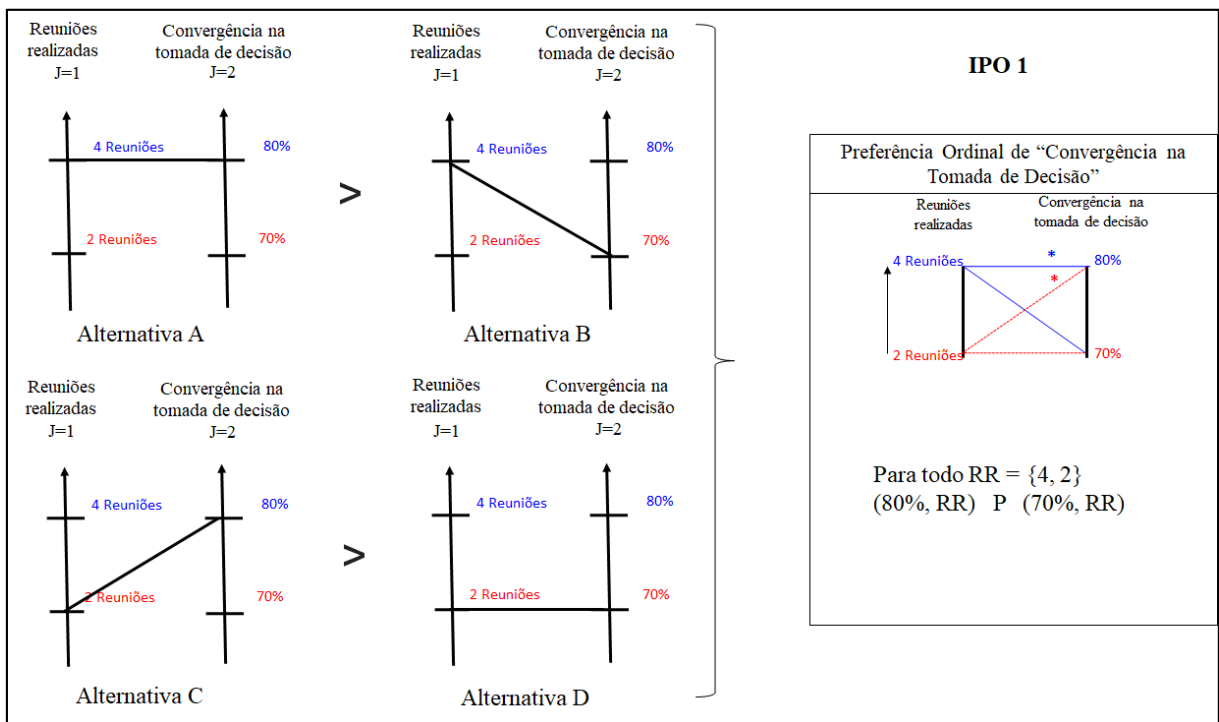 Reuniões
realizadas
J=1
Convergência na
tomada de decisão
J=2
4 Reuniões
80%
2 Reuniões
70%
Alternativa A
>
Reuniões
realizadas
J=1
Convergência na
tomada de decisão
J=2
4 Reuniões
80%
2 Reuniões
70%
Alternativa B
Reuniões
realizadas
J=1
Convergência na
tomada de decisão
J=2
4 Reuniões
80%
2 Reuniões
70%
Alternativa C
>
Reuniões
realizadas
J=1
Convergência na
tomada de decisão
J=2
4 Reuniões
80%
2 Reuniões
70%
Alternativa D
IPO 1
Preferência Ordinal de “Convergência na
Tomada de Decisão”
Reuniões
realizadas
Convergência na
tomada de decisão
4 Reuniões
*
80%
*
2 Reuniões
70%
Para todo RR = {4, 2}
(80%, RR) P (70%, RR)